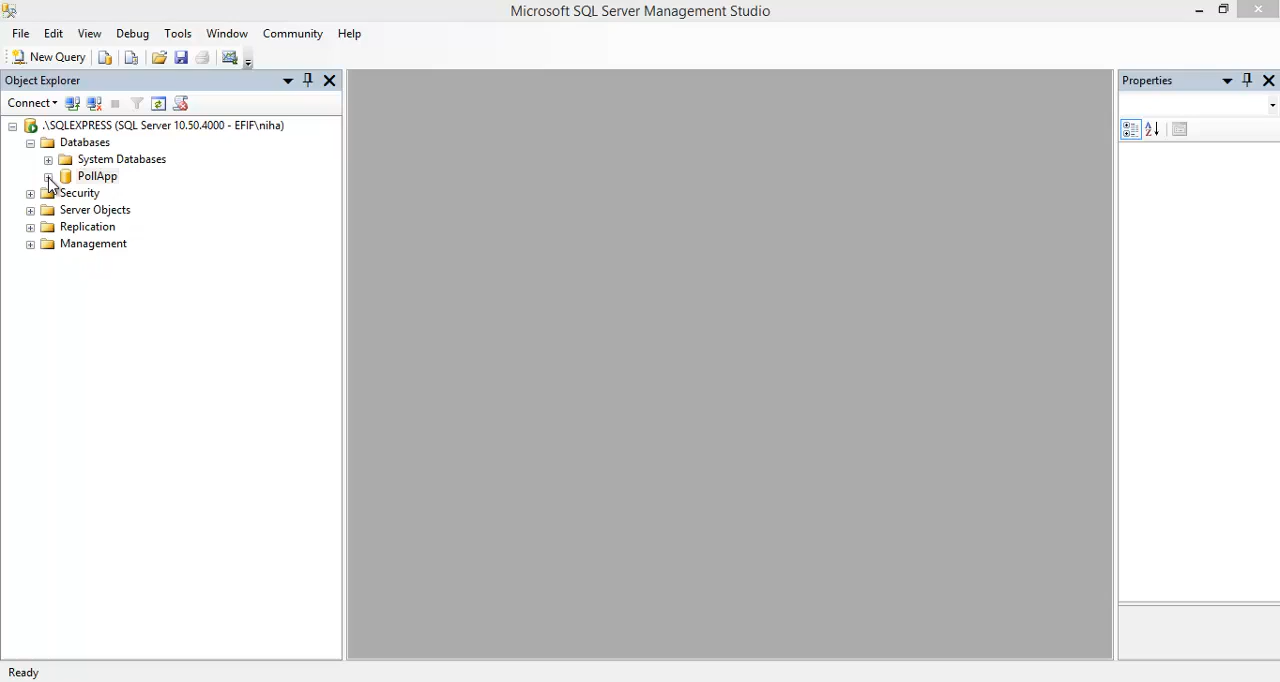 Microsoft SQL Server Management Studio
File Edit View Debug Tools Window Community Help
New Query
Object Explorer
Properties
Connect
.\SQLEXPRESS (SQL Server 10.50.4000 - EFIF\niha)
Databases
System Databases
PollApp
Security
Server Objects
Replication
Management
Ready